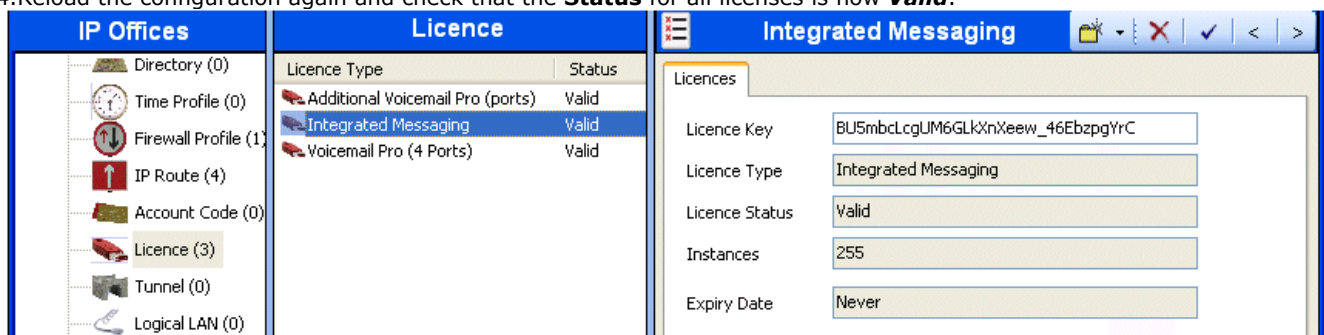 4.Reload the configuration again and check that the Status for all licenses is now Valid.
IP Offices
Directory (0)
Time Profile (0)
Firewall Profile (1)
IP Route (4)
Account Code (0)
Licence (3)
Tunnel (0)
Logical LAN (0)
Licence
Licence Type Status
Additional Voicemail Pro (ports) Valid
Integrated Messaging Valid
Voicemail Pro (4 Ports) Valid
Integrated Messaging
Licences
Licence Key BU5mbcLcgUM6GLkXnXeew_46EbzpgYrC
Licence Type Integrated Messaging
Licence Status Valid
Instances 255
Expiry Date Never